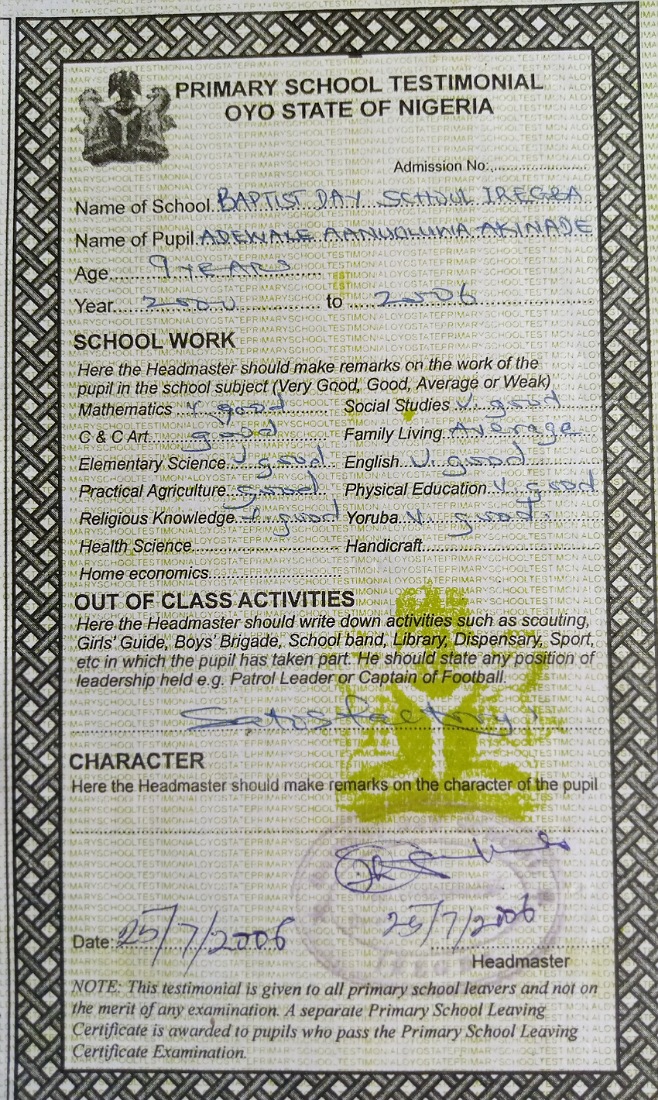 PRIMARY SCHOOL TESTIMONIAL
OYO STATE OF NIGERIA
Admission No:
Name of School BAPTIST DAY SCHOOL IREGBA
Name of Pupil ADEWALE AANUOLUWA AKINADE
Age 9 YEARS
Year 2000 to 2006
SCHOOL WORK
Here the Headmaster should make remarks on the work of the
pupil in the school subject (Very Good, Good, Average or Weak)
Mathematics V. good Social Studies V. good
C & C Art good Family Living Average
Elementary Science V good English V. good
Practical Agriculture good Physical Education V. good
Religious Knowledge V. good Yoruba V. good
Health Science Handicraft
Home economics
OUT OF CLASS ACTIVITIES
Here the Headmaster should write down activities such as scouting,
Girls' Guide, Boys' Brigade, School band, Library, Dispensary, Sport,
etc in which the pupil has taken part. He should state any position of
leadership held e.g. Patrol Leader or Captain of Football.
Satisfactory
CHARACTER
Here the Headmaster should make remarks on the character of the pupil
Date: 25/7/2006 25/7/2006
Headmaster
NOTE: This testimonial is given to all primary school leavers and not on
the merit of any examination. A separate Primary School Leaving
Certificate is awarded to pupils who pass the Primary School Leaving
Certificate Examination.